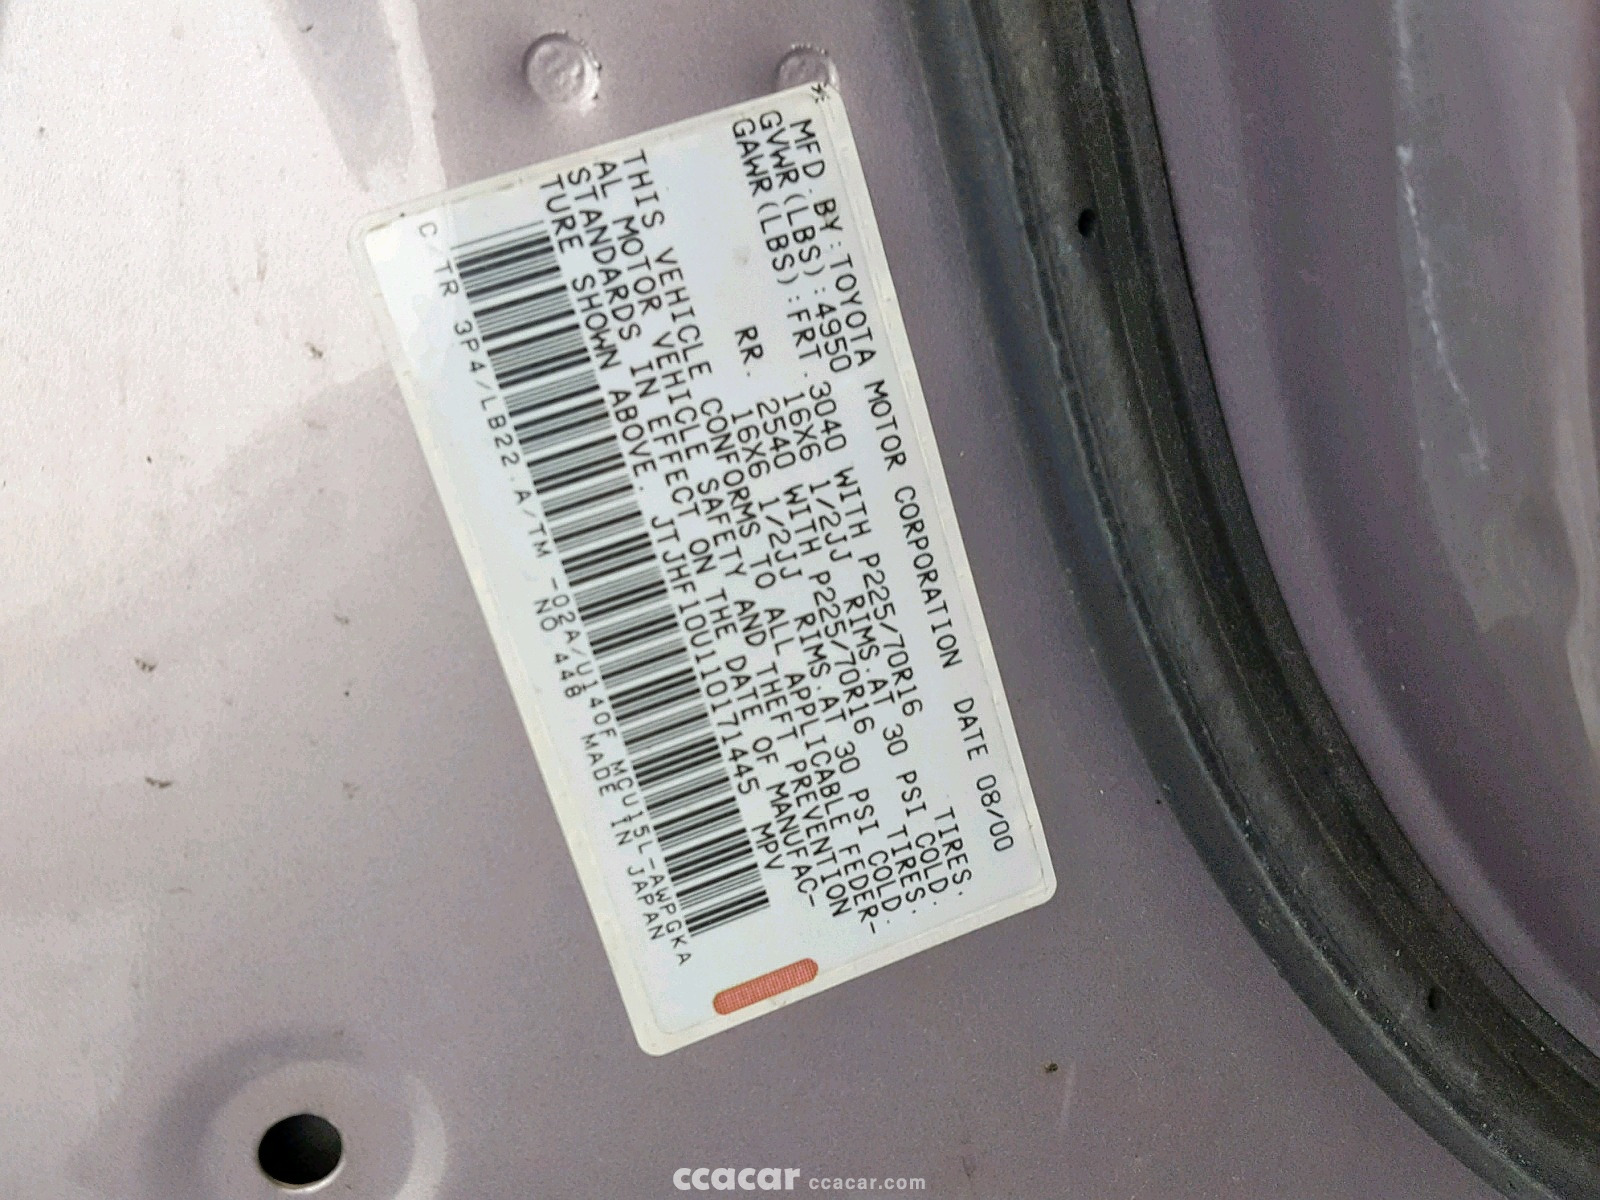 * MFD.BY:TOYOTA MOTOR CORPORATION DATE 08/00
GVWR(LBS):4950
GAWR(LBS):FRT.3040 WITH P225/70R16 TIRES.
16X6 1/2JJ RIMS.AT 30 PSI COLD.
RR. 2540 WITH P225/70R16 TIRES.
16X6 1/2JJ RIMS.AT 30 PSI COLD.
THIS VEHICLE CONFORMS TO ALL APPLICABLE FEDER-
AL MOTOR VEHICLE SAFETY AND THEFT PREVENTION
STANDARDS IN EFFECT ON THE DATE OF MANUFAC-
TURE SHOWN ABOVE. JTJHF10U110171445 MPV
C/TR 3P4/LB22.A/TM -02A/U140F MCU15L-AWPGKA
NO 448 MADE IN JAPAN
ccacar ccacar.com